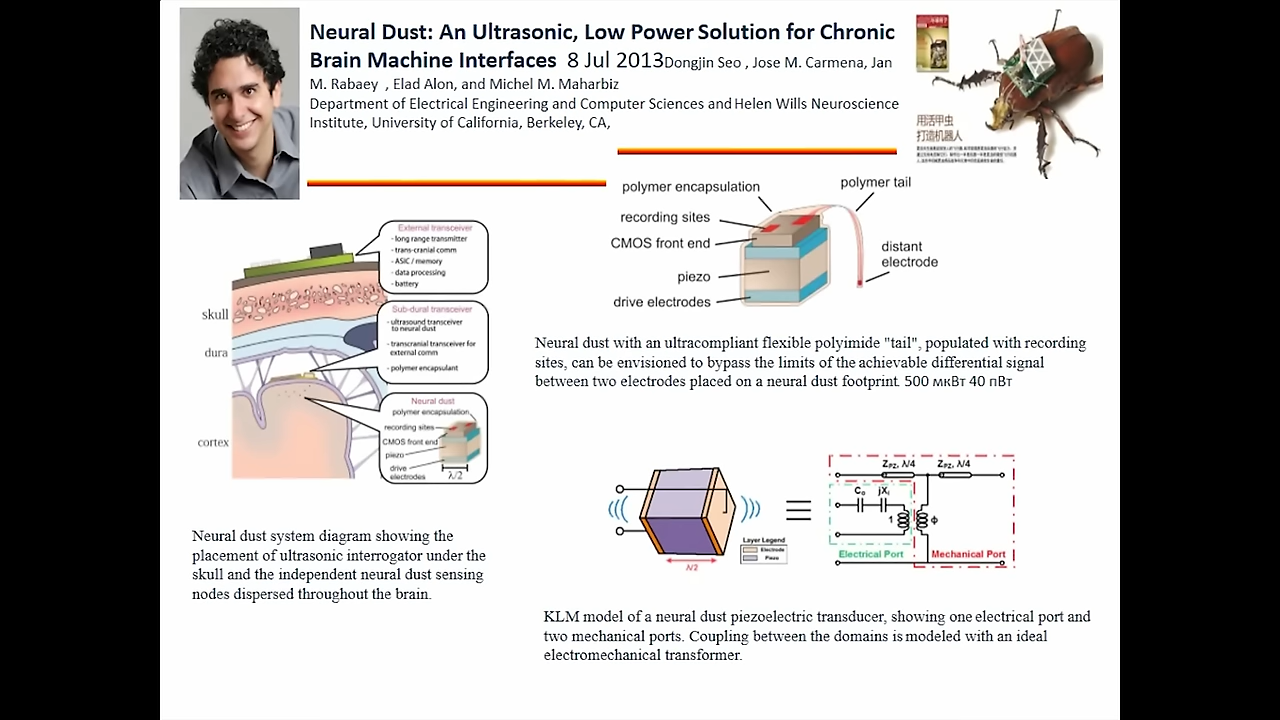 Neural Dust: An Ultrasonic, Low Power Solution for Chronic
Brain Machine Interfaces 8 Jul 2013Dongjin Seo , Jose M. Carmena, Jan
M. Rabaey , Elad Alon, and Michel M. Maharbiz
Department of Electrical Engineering and Computer Sciences and Helen Wills Neuroscience
Institute, University of California, Berkeley, CA,
用活甲虫
打造机器人
polymer encapsulation
polymer tail
recording sites
CMOS front end
distant
electrode
piezo
drive electrodes
External transceiver
- long range transmitter
- trans-cranial comm
- ASIC / memory
- data processing
- battery
skull
Sub-dural transceiver
- ultrasound transceiver
to neural dust
- transcranial transceiver for
external comm
- polymer encapsulant
dura
Neural dust
polymer encapsulation
recording sites
CMOS front end
piezo
drive
electrodes
λ/2
cortex
Neural dust with an ultracompliant flexible polyimide "tail", populated with recording
sites, can be envisioned to bypass the limits of the achievable differential signal
between two electrodes placed on a neural dust footprint. 500 мкВт 40 пВт
Neural dust system diagram showing the
placement of ultrasonic interrogator under the
skull and the independent neural dust sensing
nodes dispersed throughout the brain.
λ/2
Layer Legend
Electrode
Piezo
ZPZ, λ/4
ZPZ, λ/4
Co
jXi
1
Φ
Electrical Port
Mechanical Port
KLM model of a neural dust piezoelectric transducer, showing one electrical port and
two mechanical ports. Coupling between the domains is modeled with an ideal
electromechanical transformer.